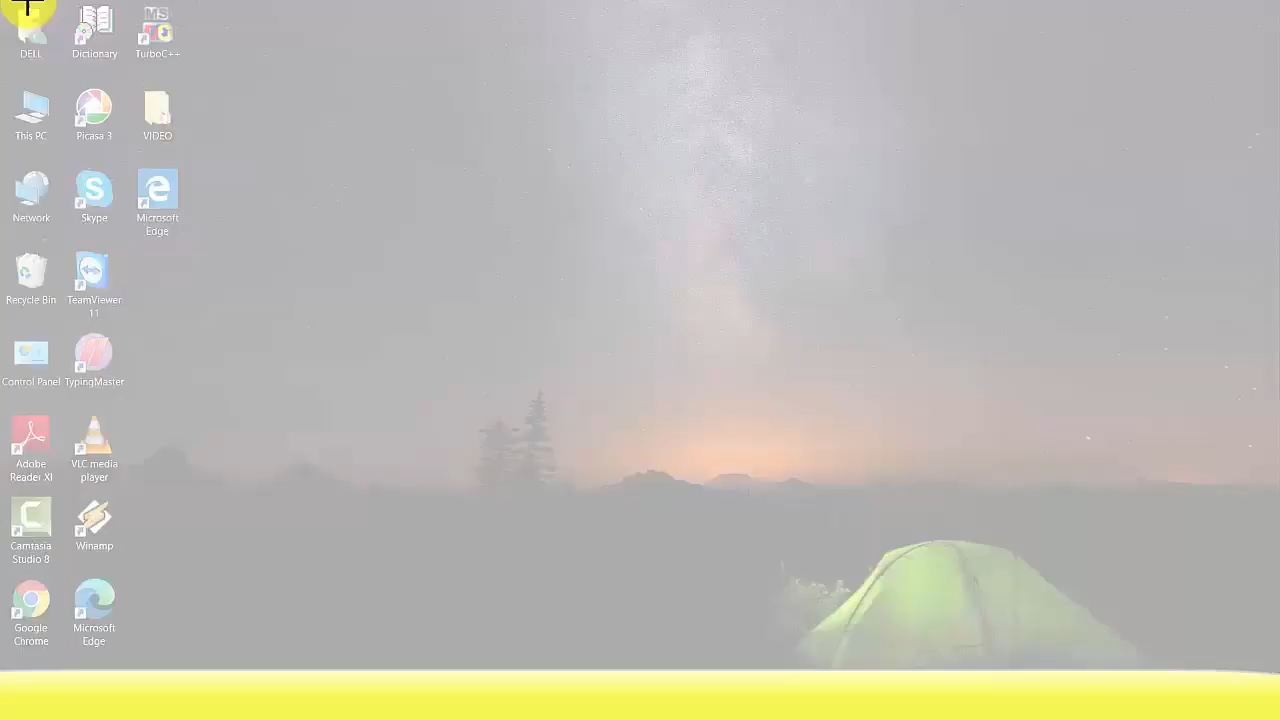 DELL
Dictionary
MS
TurboC++
This PC
Picasa 3
VIDEO
Network
Skype
Microsoft
Edge
Recycle Bin
TeamViewer
11
Control Panel
TypingMaster
Adobe
Reader XI
VLC media
player
Camtasia
Studio 8
Winamp
Google
Chrome
Microsoft
Edge